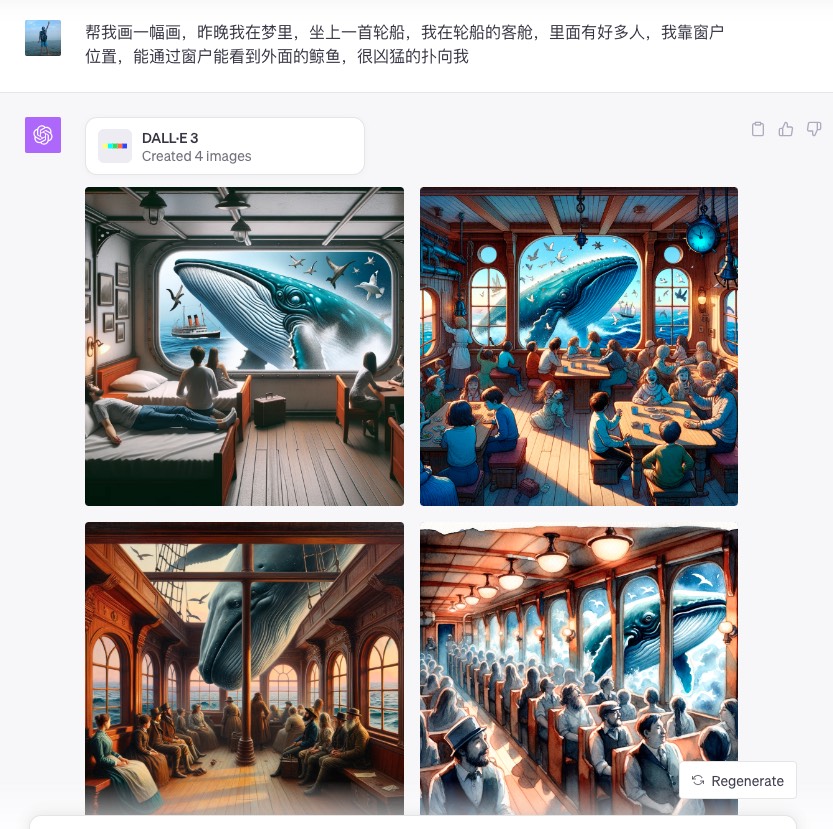 帮我画一幅画，昨晚我在梦里，坐上一首轮船，我在轮船的客舱，里面有好多人，我靠窗户
位置，能通过窗户能看到外面的鲸鱼，很凶猛的扑向我
DALL·E 3
Created 4 images
Regenerate